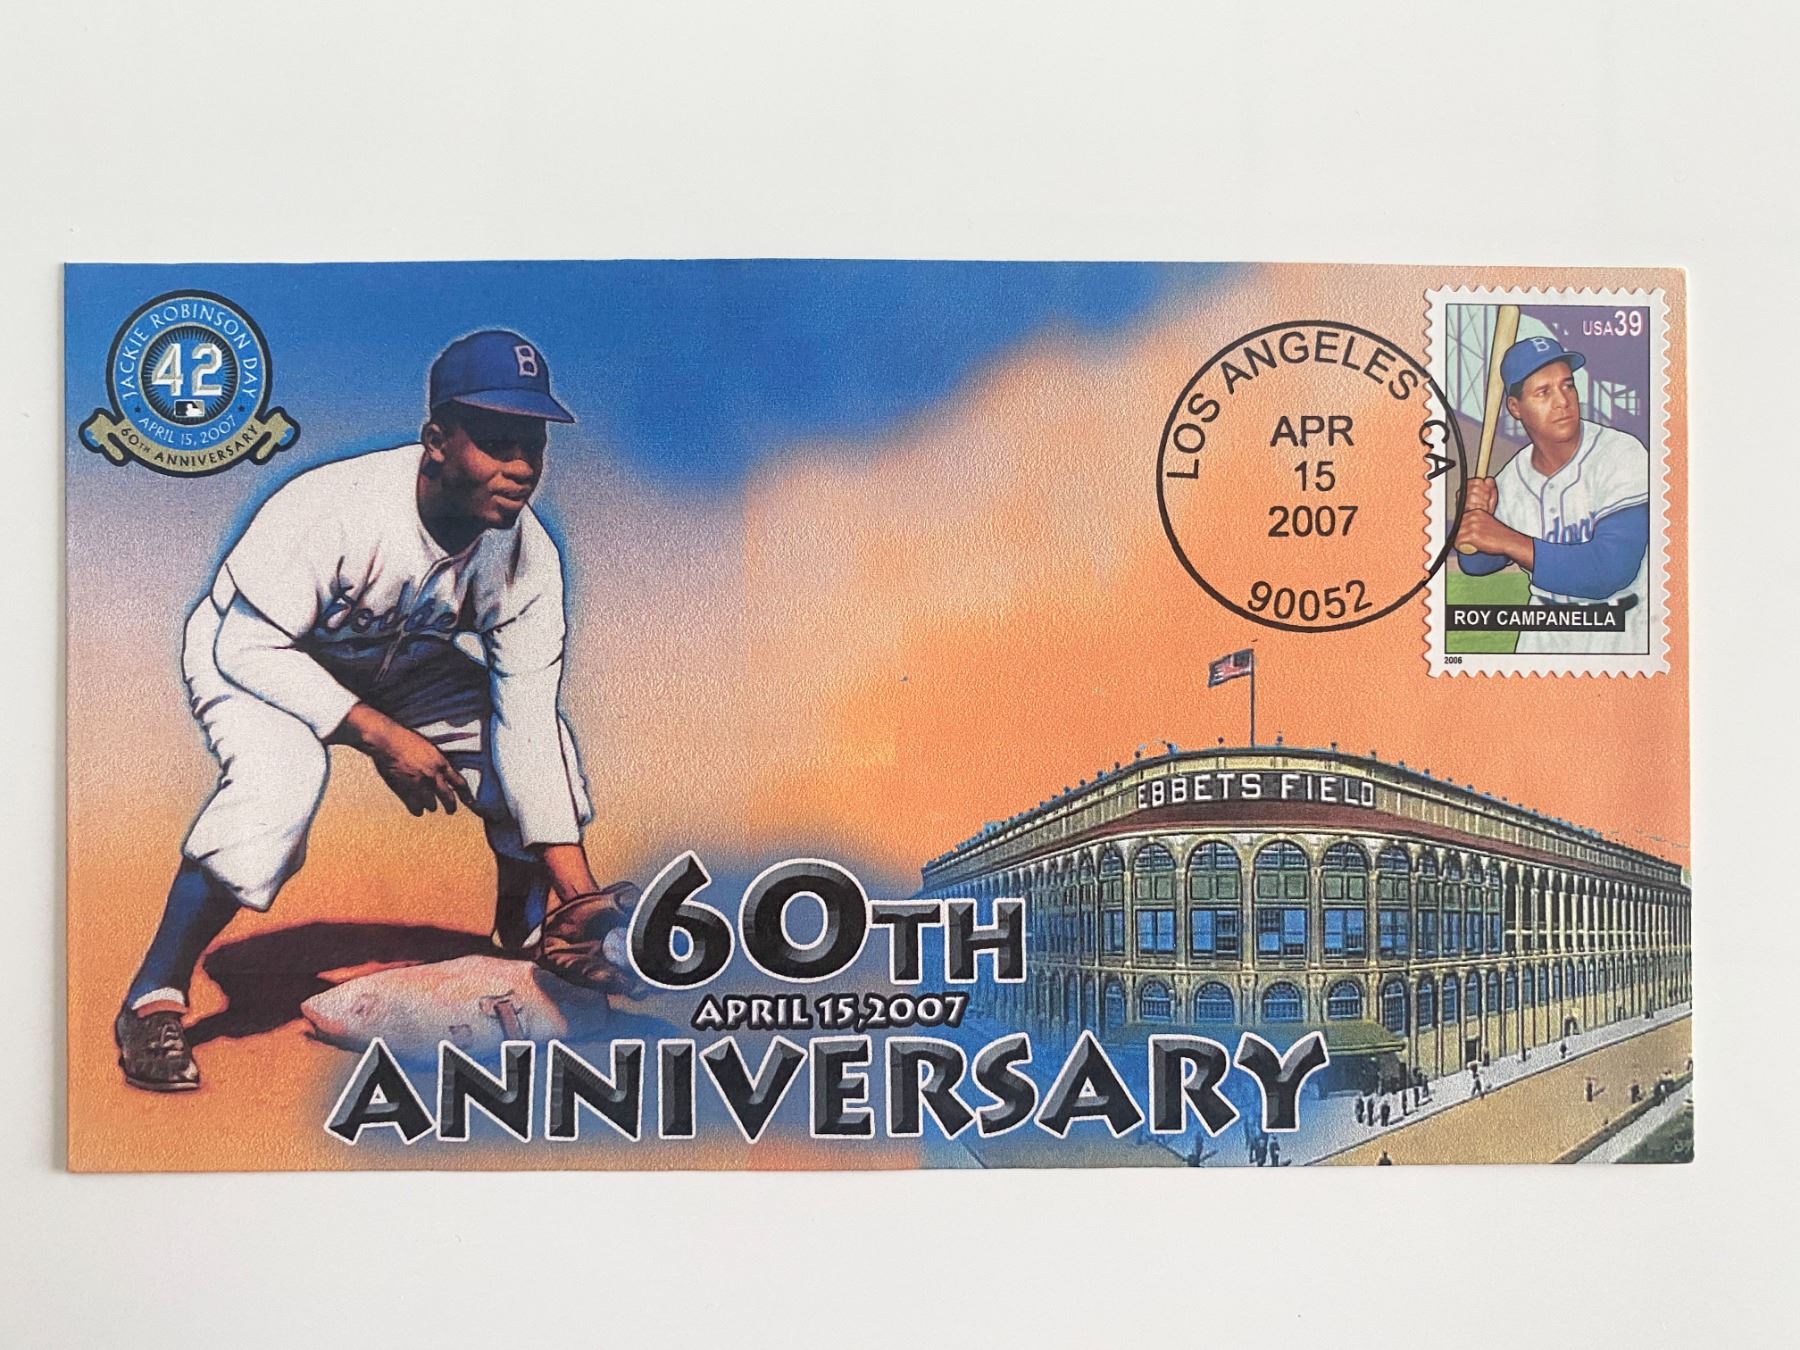 JACKIE ROBINSON DAY
42
APRIL 15, 2007
60TH ANNIVERSARY
B
Dodge
LOS ANGELES CA
APR
15
2007
90052
USA39
B
ROY CAMPANELLA
2006
EBBETS FIELD
60TH
APRIL 15, 2007
ANNIVERSARY